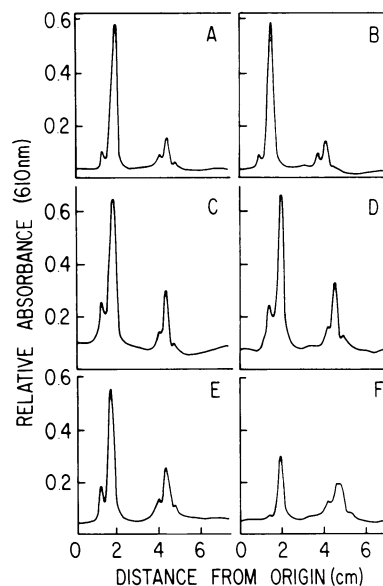 A
B
0.6
0.4
0.2
C
D
0.6
0.4
0.2
E
F
0.6
0.4
0.2
0
0 2 4 6
0 2 4 6
RELATIVE ABSORBANCE (610nm)
DISTANCE FROM ORIGIN (cm)